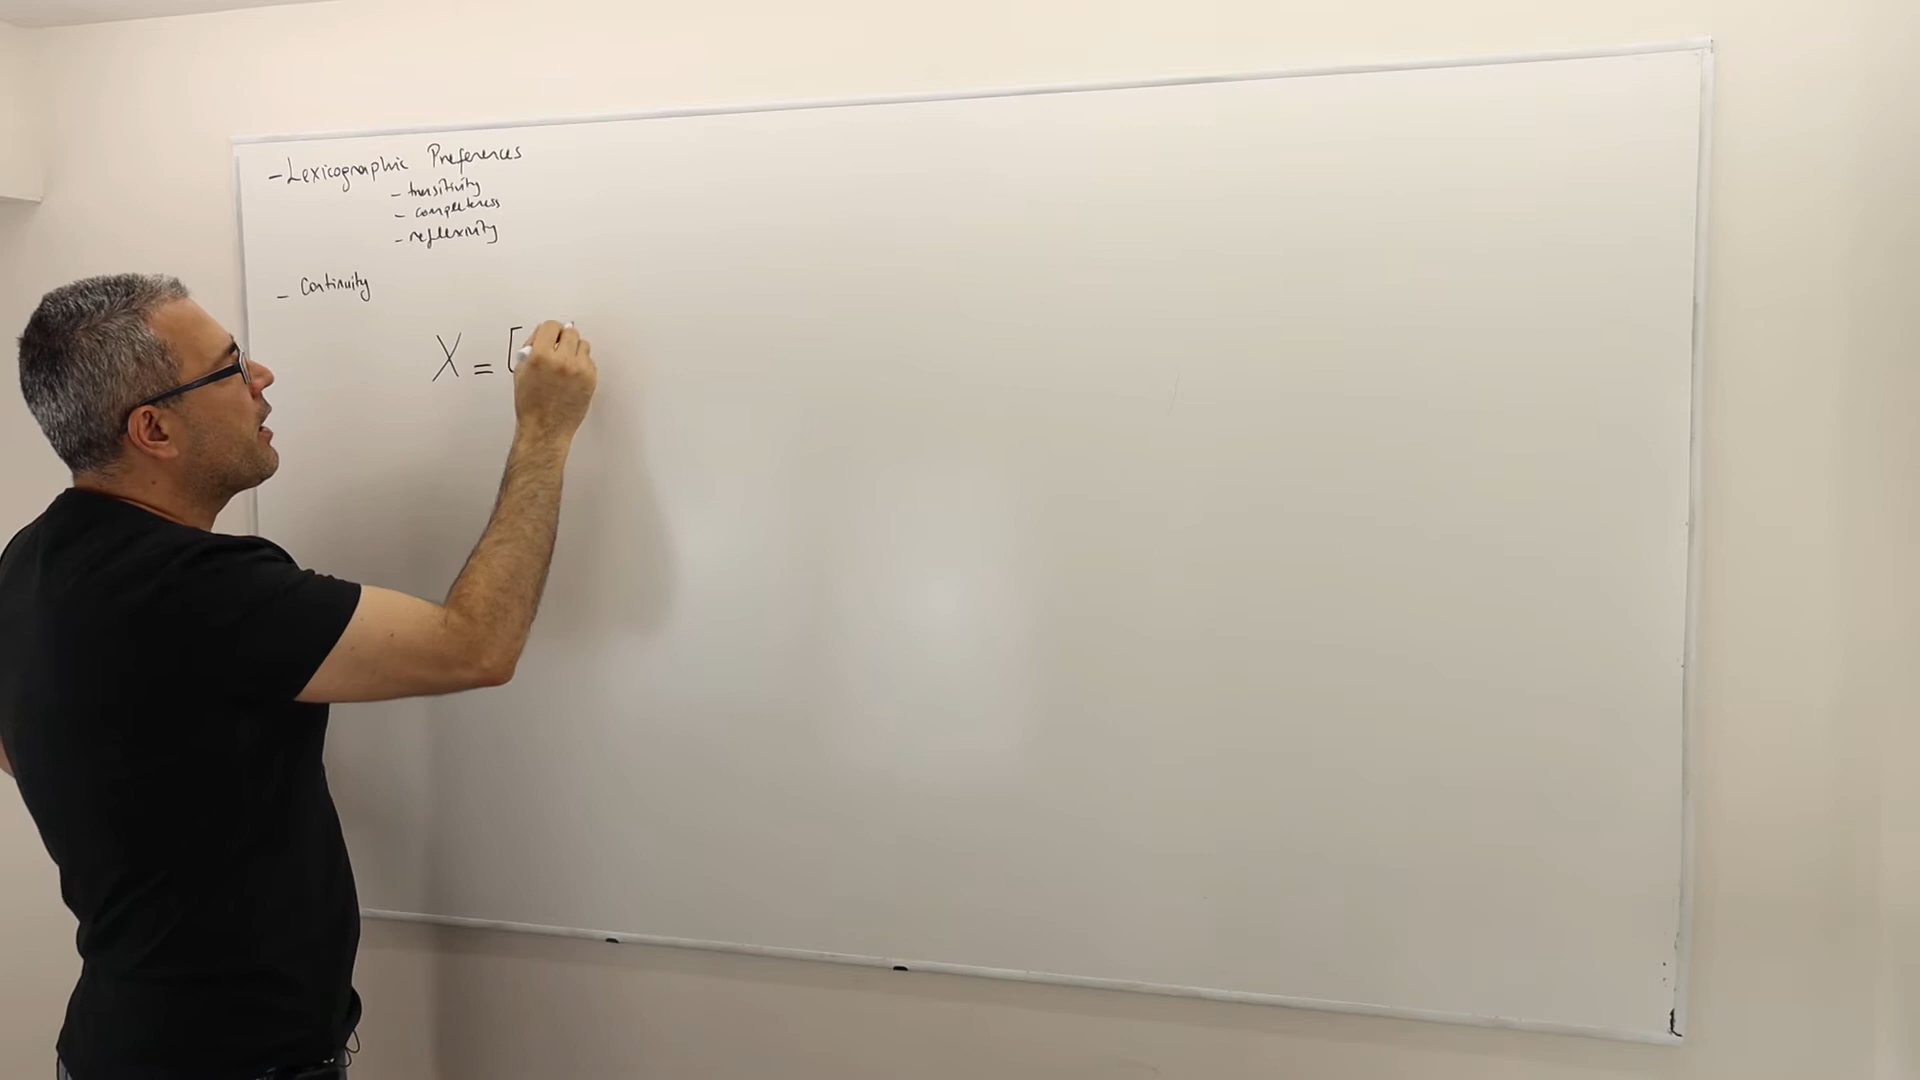 - Lexicographic Preferences
- transitivity
- completeness
- reflexivity
- Continuity
X = [